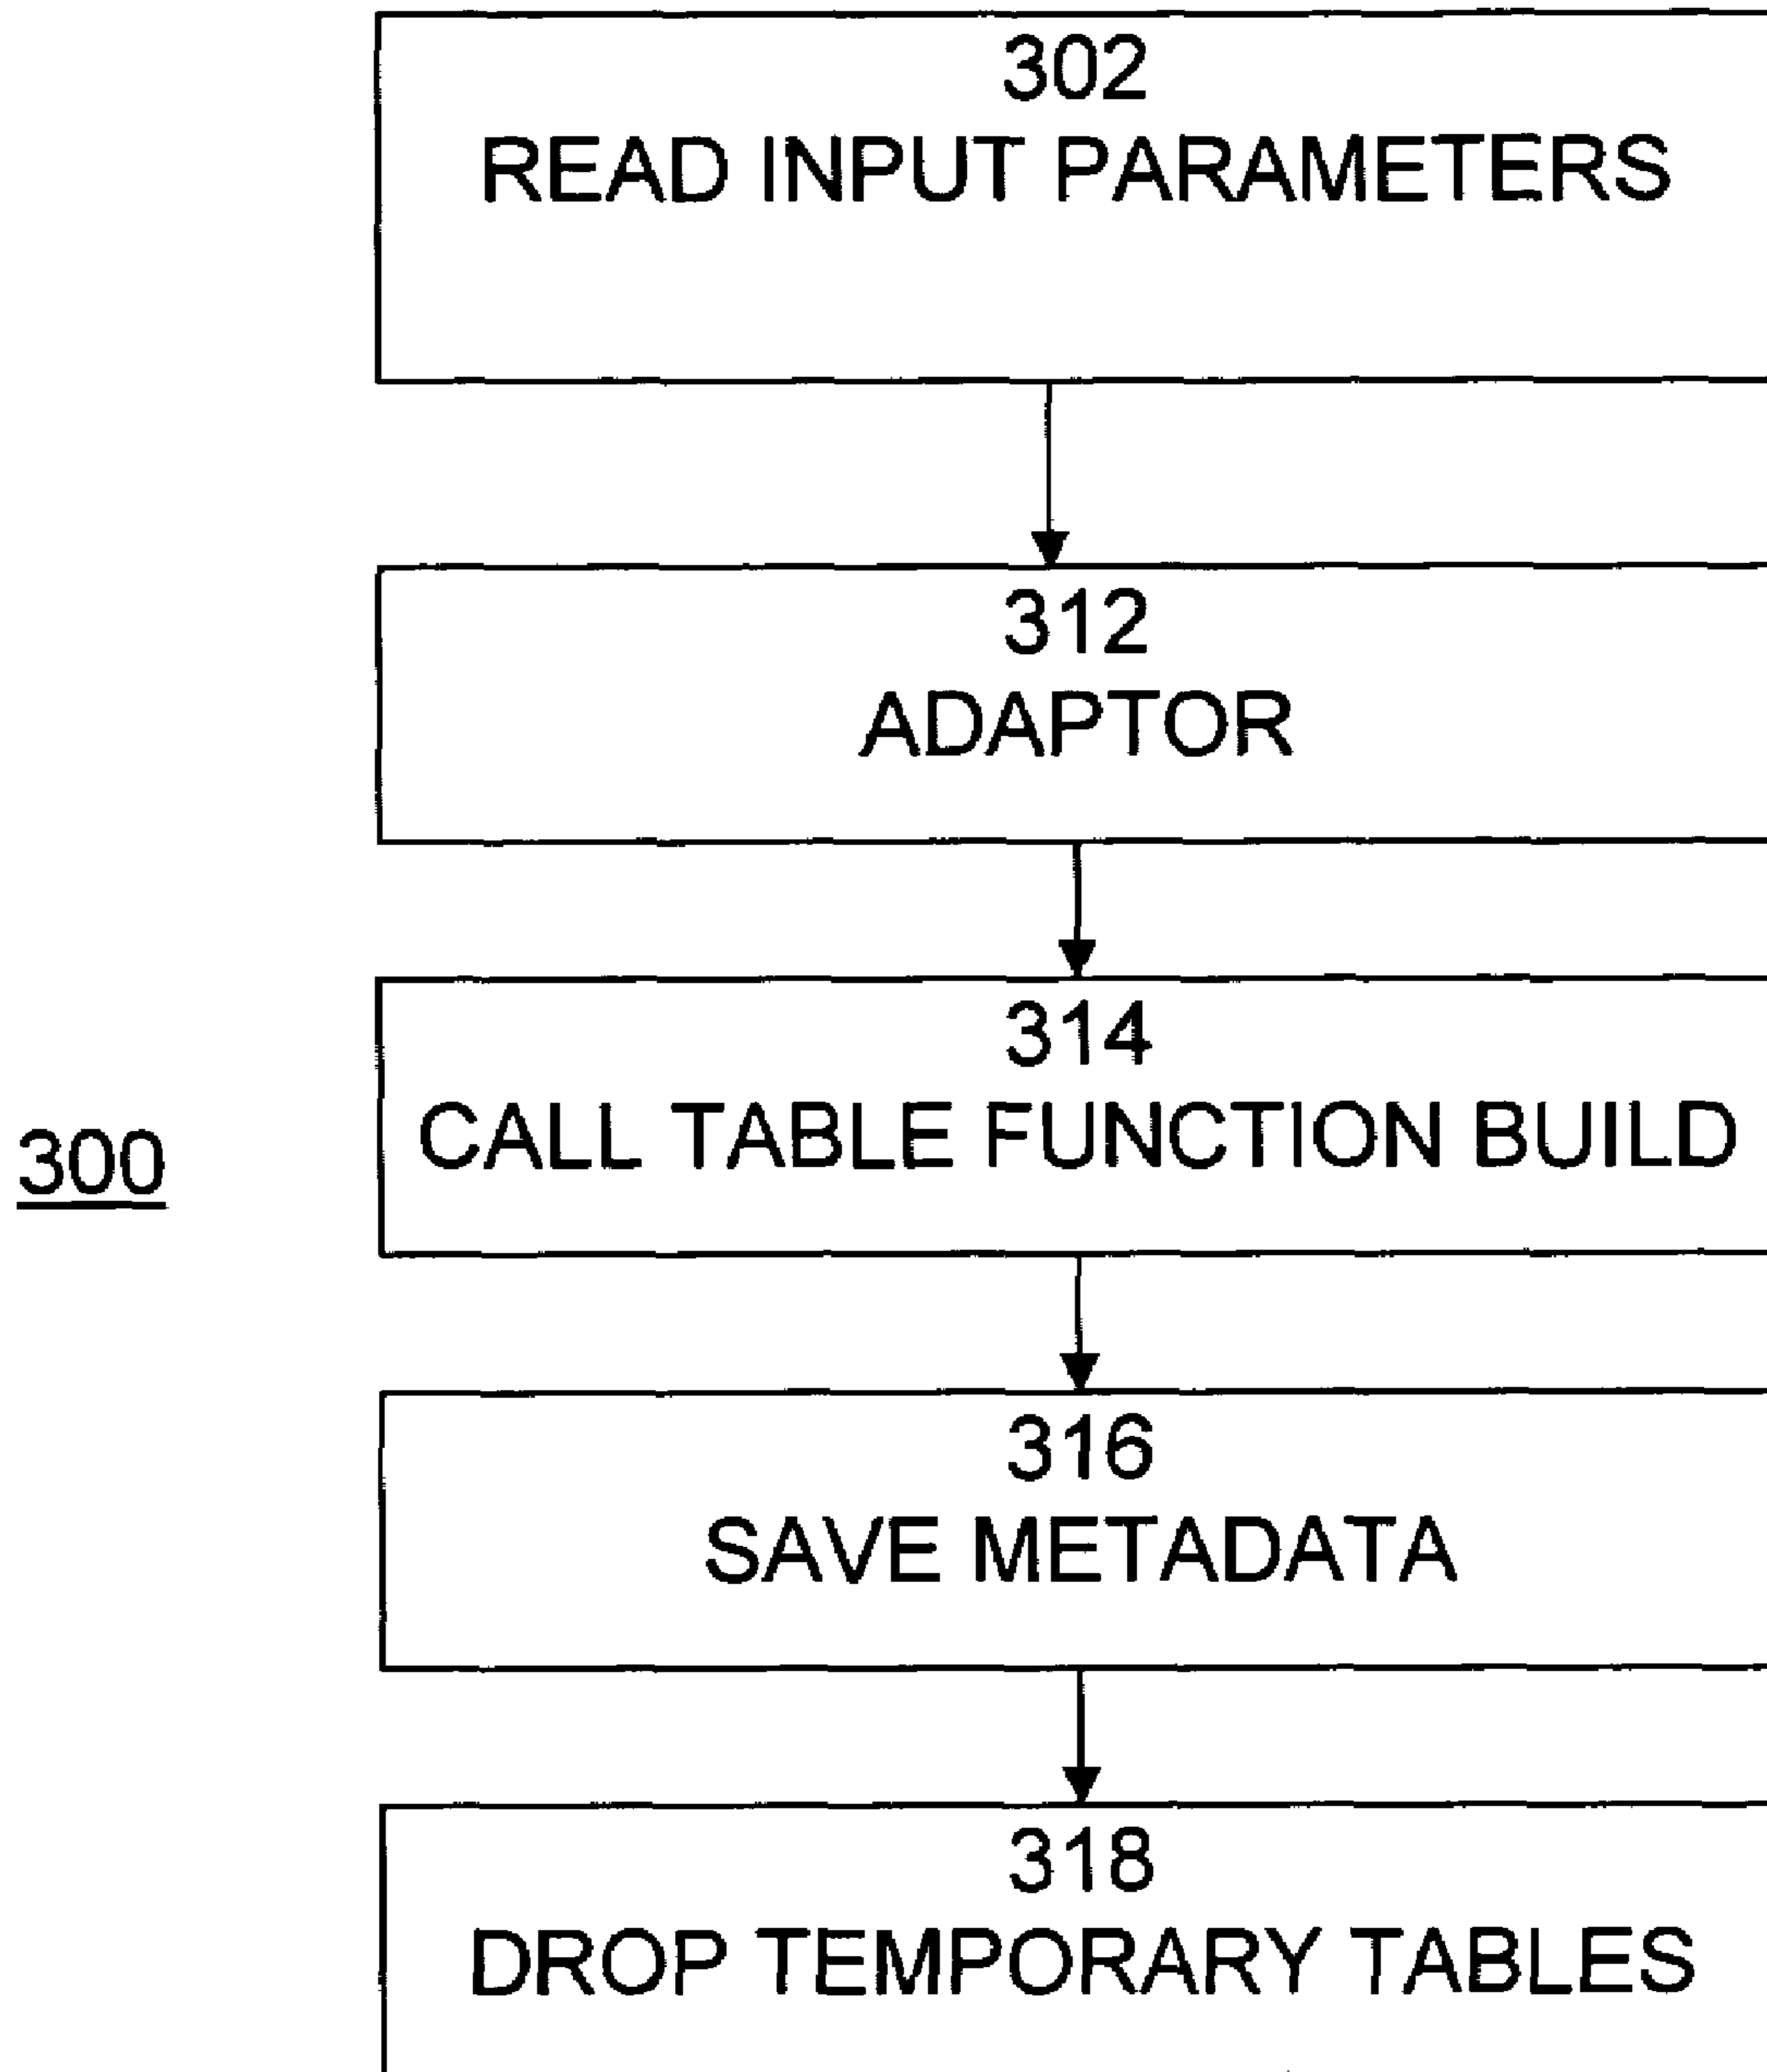 302
READ INPUT PARAMETERS
312
ADAPTOR
314
CALL TABLE FUNCTION BUILD
300
316
SAVE METADATA
318
DROP TEMPORARY TABLES